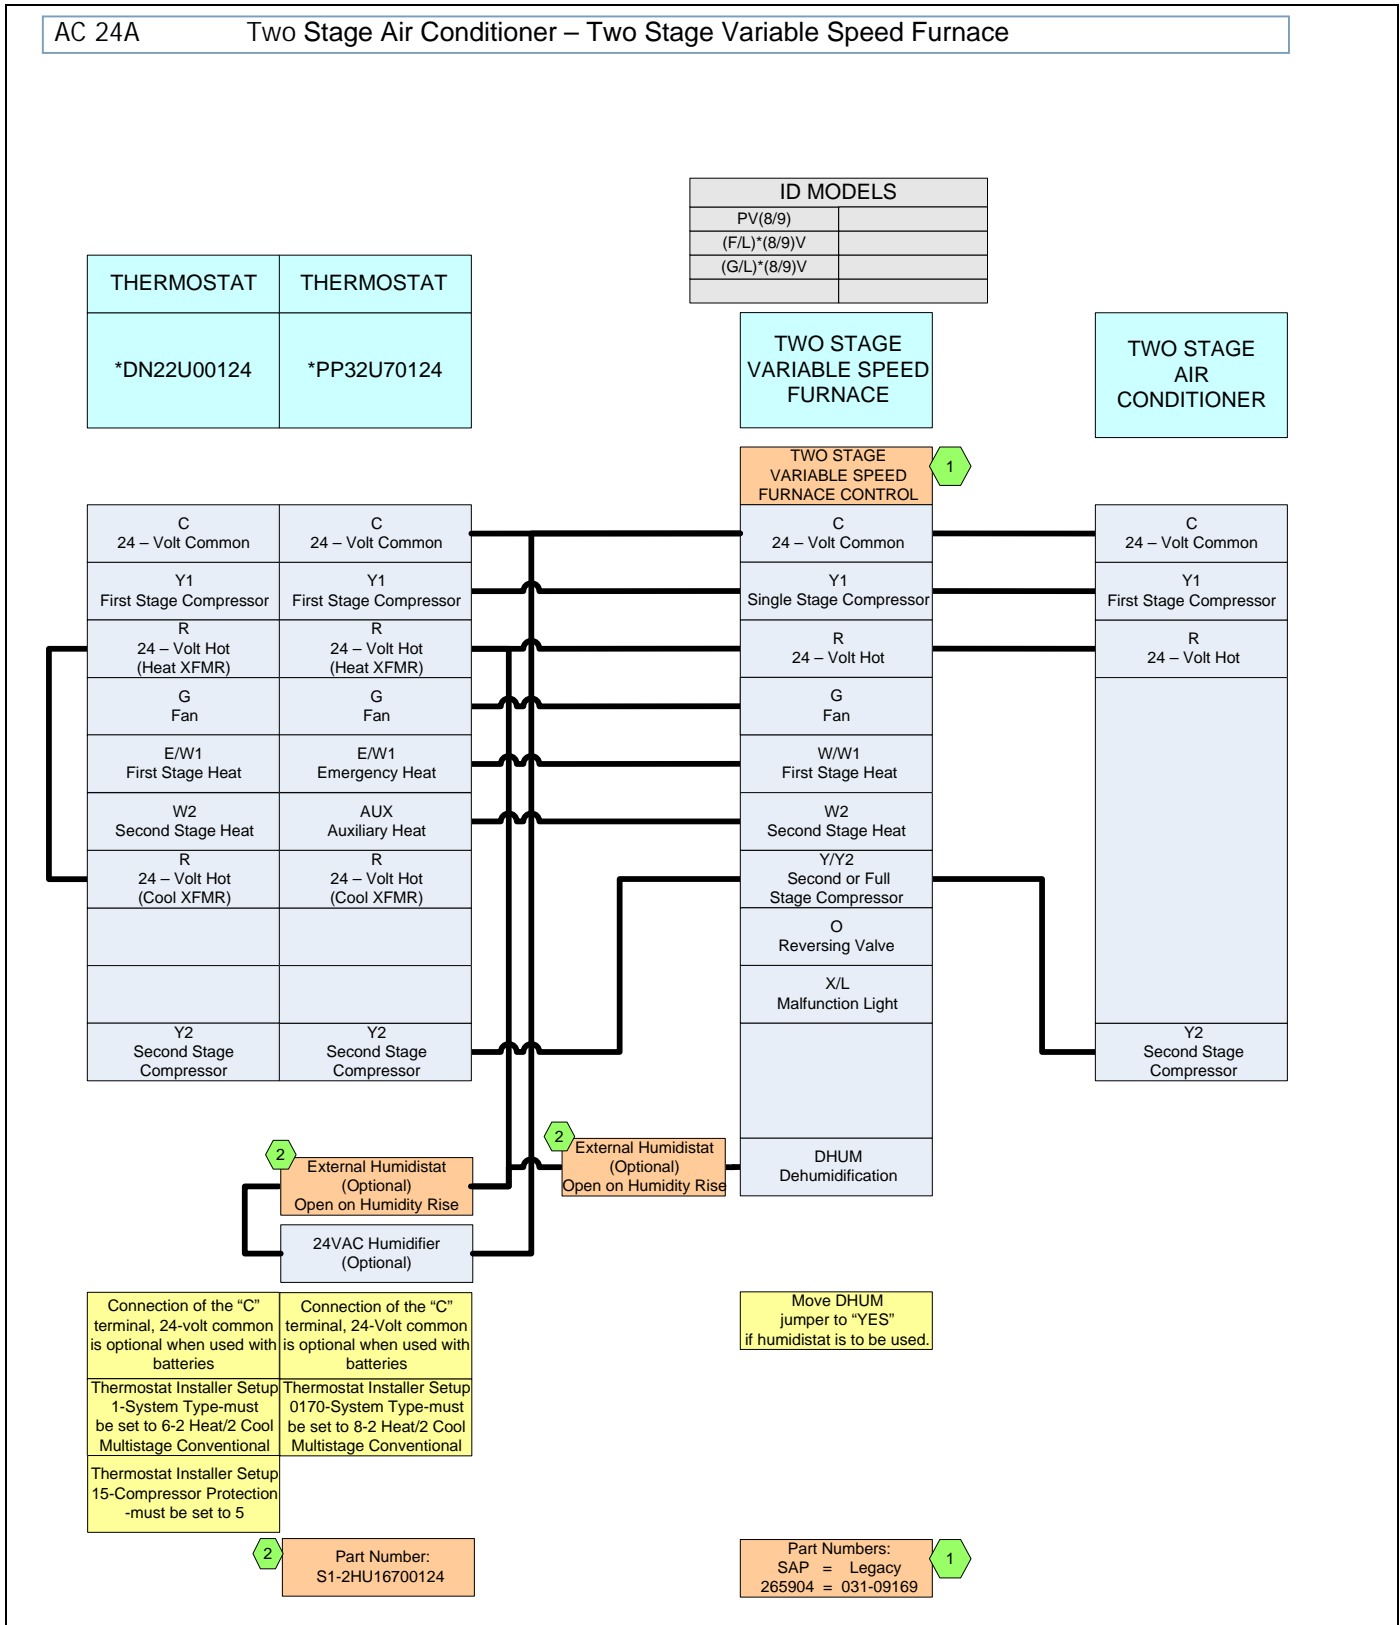 AC 24A Two Stage Air Conditioner – Two Stage Variable Speed Furnace
ID MODELS
PV(8/9)
(F/L)*(8/9)V
(G/L)*(8/9)V
THERMOSTAT
THERMOSTAT
*DN22U00124
*PP32U70124
TWO STAGE
VARIABLE SPEED
FURNACE
TWO STAGE
AIR
CONDITIONER
TWO STAGE
VARIABLE SPEED
FURNACE CONTROL
1
C
24 – Volt Common
C
24 – Volt Common
C
24 – Volt Common
C
24 – Volt Common
Y1
First Stage Compressor
Y1
First Stage Compressor
Y1
Single Stage Compressor
Y1
First Stage Compressor
R
24 – Volt Hot
(Heat XFMR)
R
24 – Volt Hot
(Heat XFMR)
R
24 – Volt Hot
R
24 – Volt Hot
G
Fan
G
Fan
G
Fan
E/W1
First Stage Heat
E/W1
Emergency Heat
W/W1
First Stage Heat
W2
Second Stage Heat
AUX
Auxiliary Heat
W2
Second Stage Heat
R
24 – Volt Hot
(Cool XFMR)
R
24 – Volt Hot
(Cool XFMR)
Y/Y2
Second or Full
Stage Compressor
O
Reversing Valve
X/L
Malfunction Light
Y2
Second Stage
Compressor
Y2
Second Stage
Compressor
Y2
Second Stage
Compressor
2
External Humidistat
(Optional)
Open on Humidity Rise
2
External Humidistat
(Optional)
Open on Humidity Rise
DHUM
Dehumidification
24VAC Humidifier
(Optional)
Connection of the “C”
terminal, 24-volt common
is optional when used with
batteries
Connection of the “C”
terminal, 24-Volt common
is optional when used with
batteries
Move DHUM
jumper to “YES”
if humidistat is to be used.
Thermostat Installer Setup
1-System Type-must
be set to 6-2 Heat/2 Cool
Multistage Conventional
Thermostat Installer Setup
0170-System Type-must
be set to 8-2 Heat/2 Cool
Multistage Conventional
Thermostat Installer Setup
15-Compressor Protection
-must be set to 5
2
Part Number:
S1-2HU16700124
Part Numbers:
SAP = Legacy
265904 = 031-09169
1